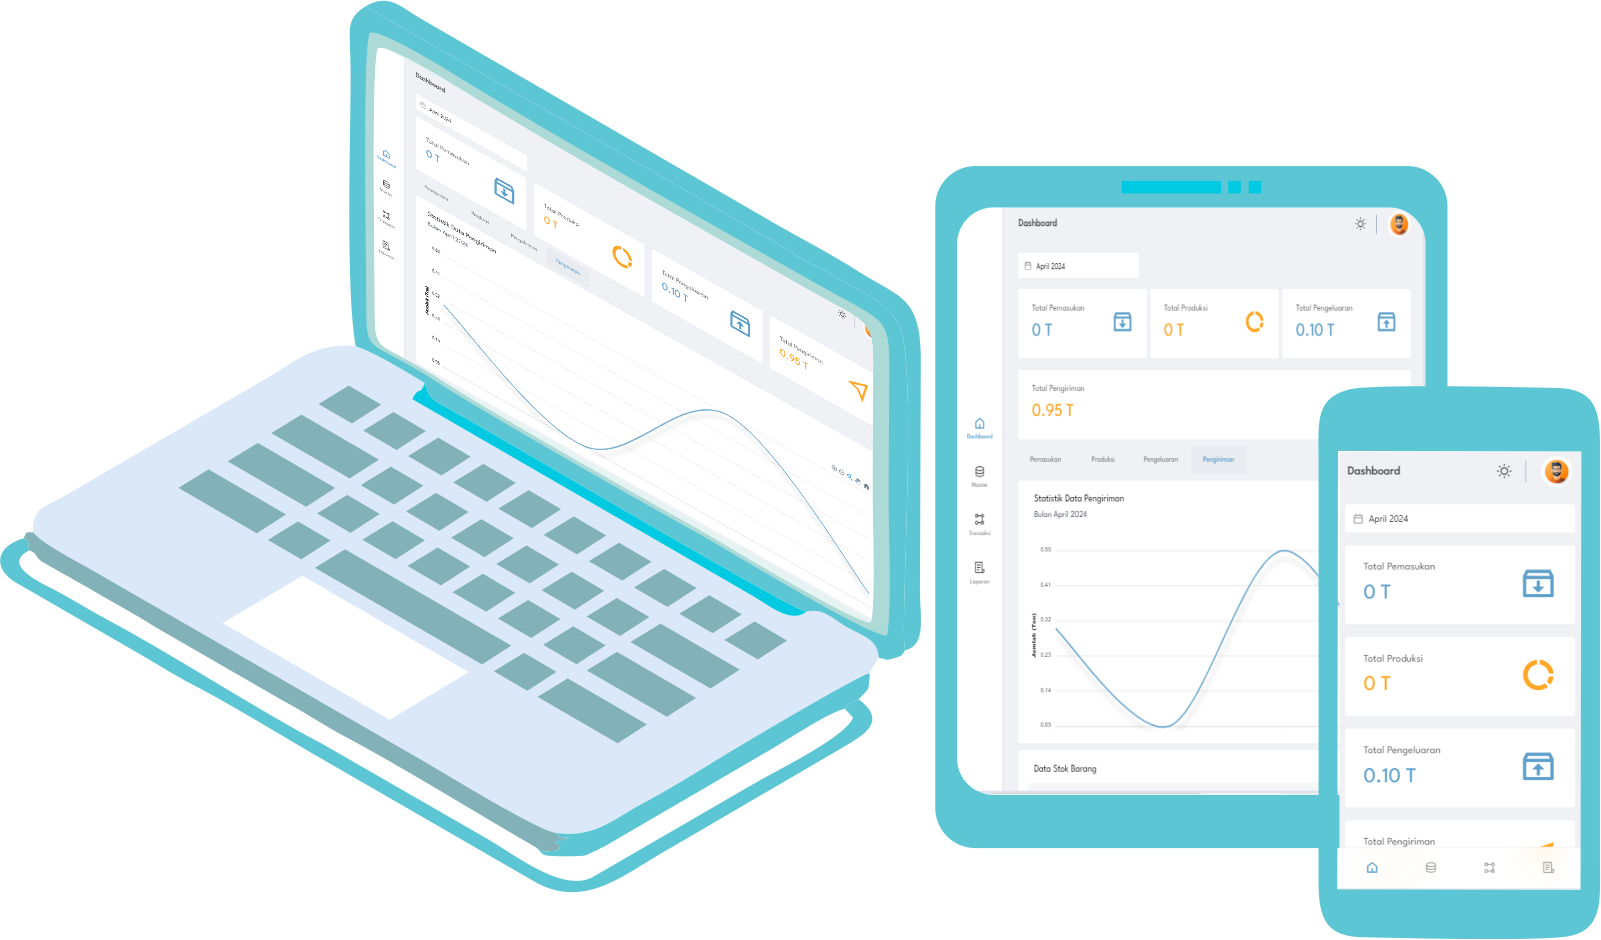 Dashboard
April 2024
Total Pemasukan
0 T
Total Produksi
0 T
Total Pengeluaran
0.10 T
Total Pengiriman
0.95 T
Dashboard
Produksi
Pengeluaran
Pengiriman
Statistik Data Pengiriman
Bulan April 2024
Jumlah (Ton)
Dashboard
April 2024
Total Pemasukan
0 T
Total Produksi
0 T
Total Pengeluaran
0.10 T
Total Pengiriman
0.95 T
Dashboard
Master
Transaksi
Laporan
Pemasukan
Produksi
Pengeluaran
Pengiriman
Statistik Data Pengiriman
Bulan April 2024
0.50
0.41
0.32
0.23
0.14
0.05
Jumlah (Ton)
Data Stok Barang
Dashboard
April 2024
Total Pemasukan
0 T
Total Produksi
0 T
Total Pengeluaran
0.10 T
Total Pengiriman